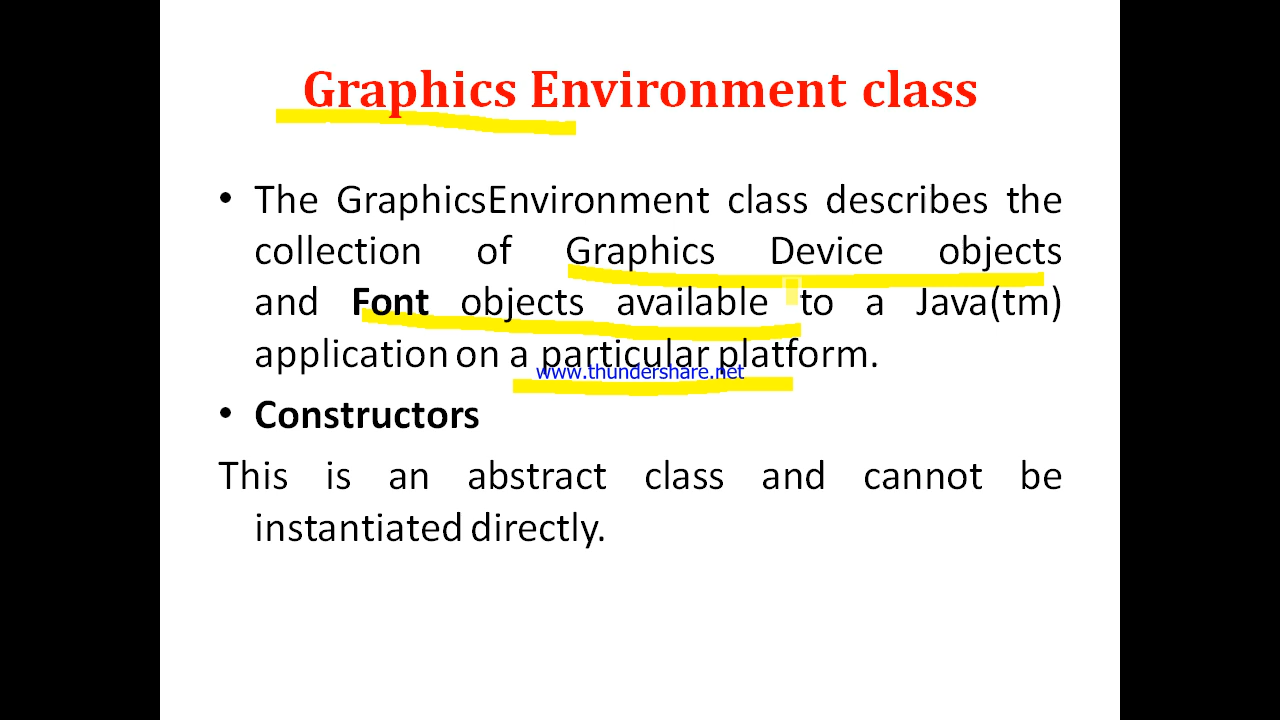 Graphics Environment class
• The GraphicsEnvironment class describes the
collection of Graphics Device objects
and Font objects available to a Java(tm)
application on a particular platform.
www.thundershare.net
• Constructors
This is an abstract class and cannot be
instantiated directly.